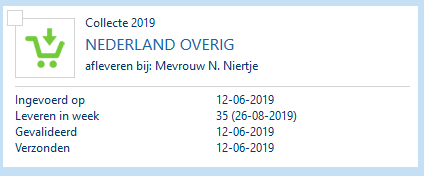 Collecte 2019
NEDERLAND OVERIG
afleveren bij: Mevrouw N. Niertje
Ingevoerd op 12-06-2019
Leveren in week 35 (26-08-2019)
Gevalideerd 12-06-2019
Verzonden 12-06-2019